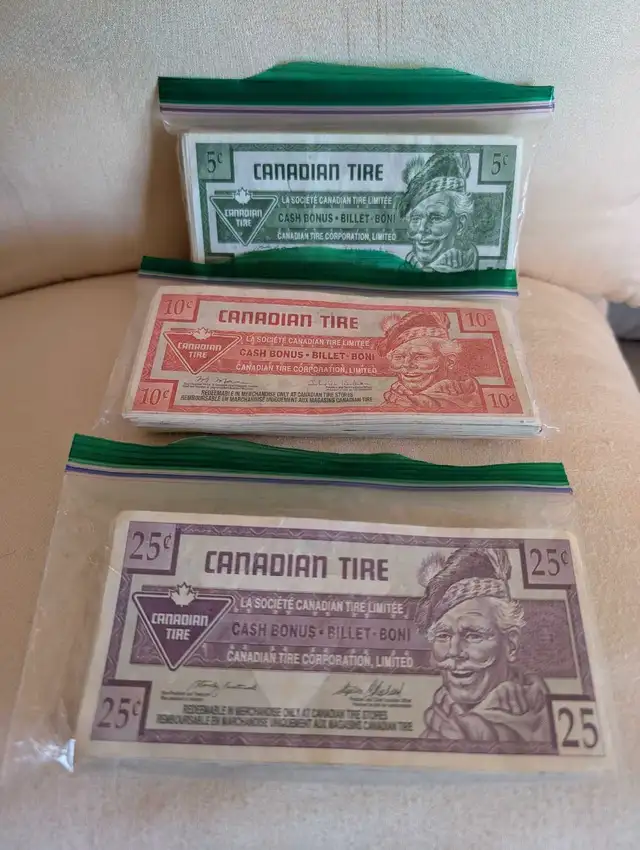 5¢ CANADIAN TIRE 5¢
LA SOCIÉTÉ CANADIAN TIRE LIMITÉE
CANADIAN
TIRE
CASH BONUS • BILLET-BONI
CANADIAN TIRE CORPORATION, LIMITED
10¢ CANADIAN TIRE 10¢
LA SOCIÉTÉ CANADIAN TIRE LIMITÉE
CANADIAN
TIRE
CASH BONUS • BILLET-BONI
CANADIAN TIRE CORPORATION, LIMITED
10¢ 10¢
REDEEMABLE IN MERCHANDISE ONLY AT CANADIAN TIRE STORES
REMBOURSABLE EN MARCHANDISE UNIQUEMENT AUX MAGASINS CANADIAN TIRE
25¢ CANADIAN TIRE 25¢
LA SOCIÉTÉ CANADIAN TIRE LIMITÉE
CANADIAN
TIRE
CASH BONUS • BILLET-BONI
CANADIAN TIRE CORPORATION, LIMITED
25¢ 25
REDEEMABLE IN MERCHANDISE ONLY AT CANADIAN TIRE STORES
REMBOURSABLE EN MARCHANDISE UNIQUEMENT AUX MAGASINS CANADIAN TIRE